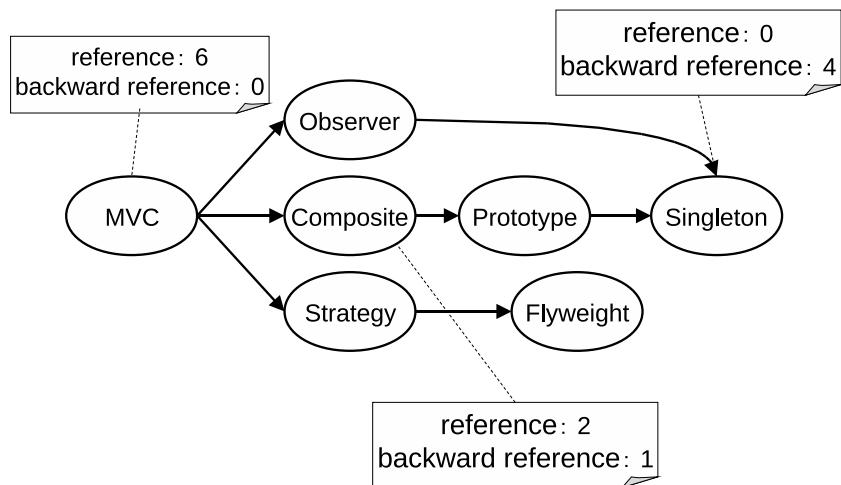 reference: 6
backward reference: 0
reference: 0
backward reference: 4
Observer
MVC
Composite
Prototype
Singleton
Strategy
Flyweight
reference: 2
backward reference: 1